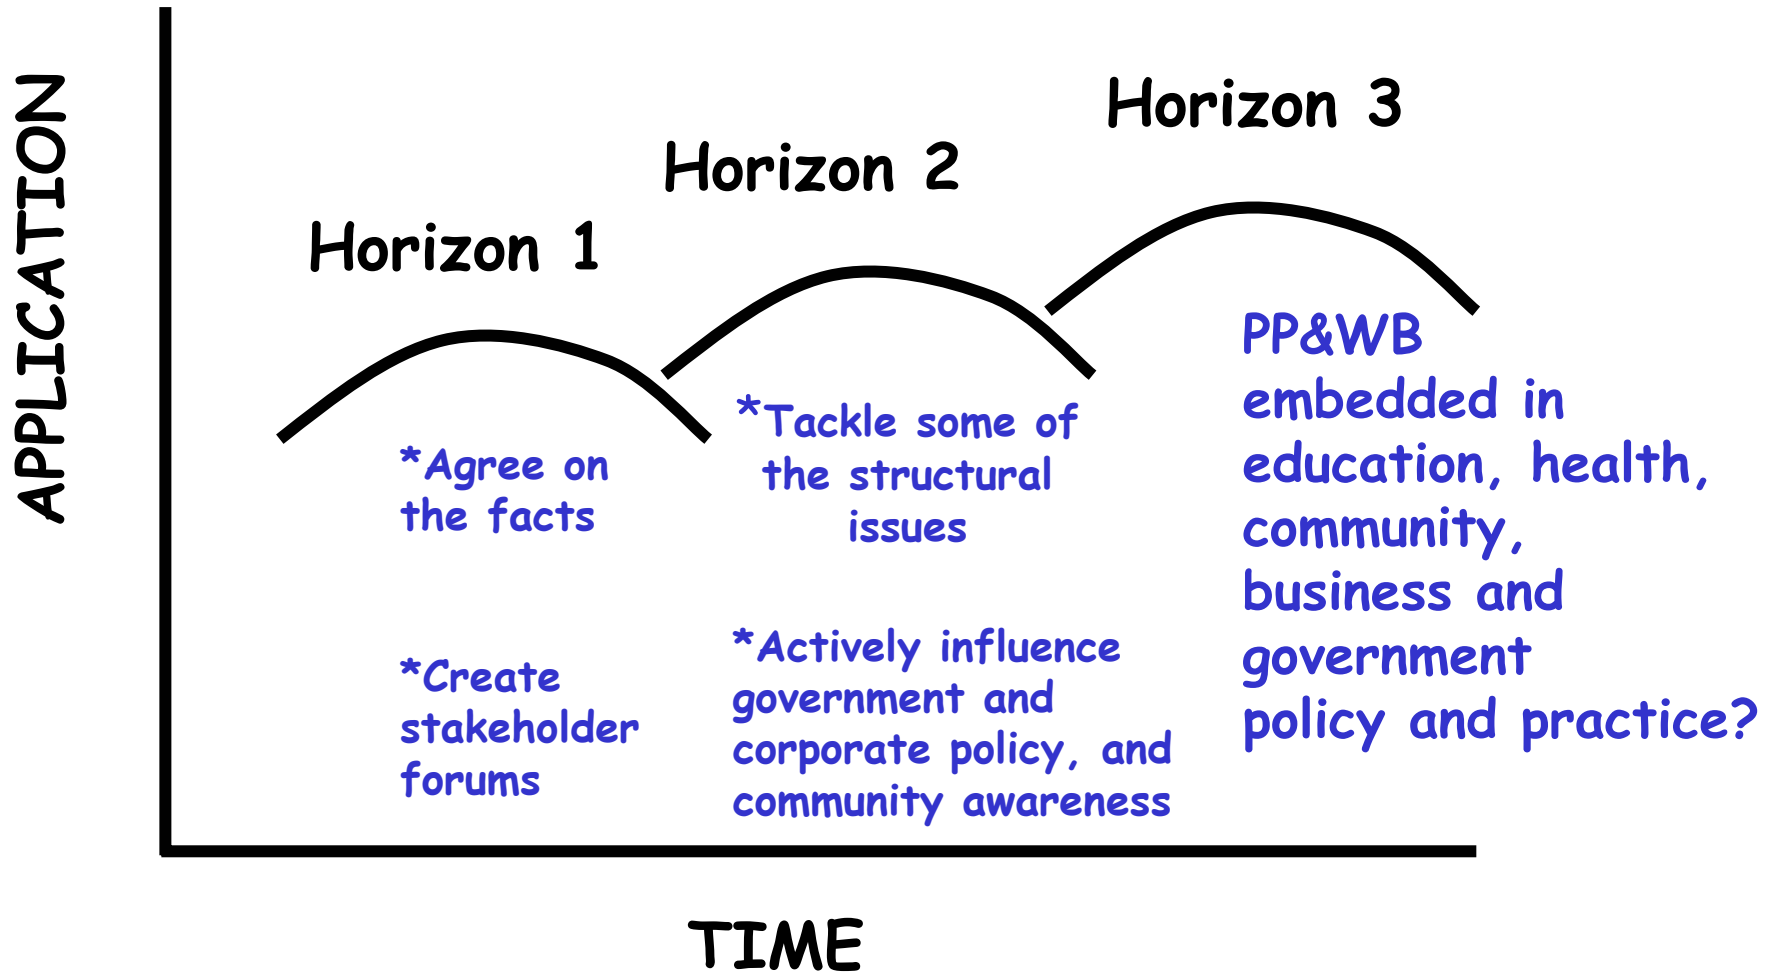 APPLICATION
Horizon 1
Horizon 2
Horizon 3
*Agree on
the facts
*Create
stakeholder
forums
*Tackle some of
the structural
issues
*Actively influence
government and
corporate policy, and
community awareness
PP&WB
embedded in
education, health,
community,
business and
government
policy and practice?
TIME